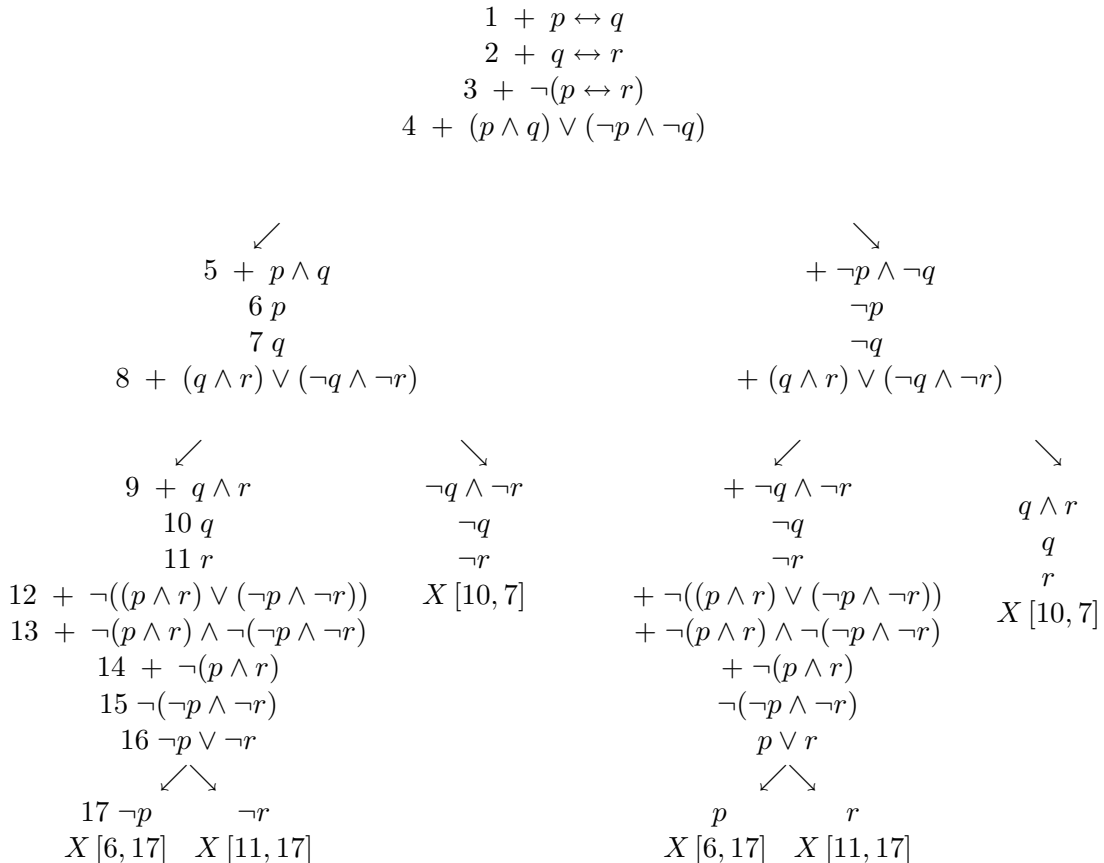 1 + p ↔ q
2 + q ↔ r
3 + ¬(p ↔ r)
4 + (p ∧ q) ∨ (¬p ∧ ¬q)
↙ ↘
5 + p ∧ q + ¬p ∧ ¬q
6 p ¬p
7 q ¬q
8 + (q ∧ r) ∨ (¬q ∧ ¬r) + (q ∧ r) ∨ (¬q ∧ ¬r)
↙ ↘ ↙ ↘
9 + q ∧ r ¬q ∧ ¬r + ¬q ∧ ¬r q ∧ r
10 q ¬q ¬q q
11 r ¬r ¬r r
12 + ¬((p ∧ r) ∨ (¬p ∧ ¬r)) X [10, 7] + ¬((p ∧ r) ∨ (¬p ∧ ¬r)) X [10, 7]
13 + ¬(p ∧ r) ∧ ¬(¬p ∧ ¬r) + ¬(p ∧ r) ∧ ¬(¬p ∧ ¬r)
14 + ¬(p ∧ r) + ¬(p ∧ r)
15 ¬(¬p ∧ ¬r) ¬(¬p ∧ ¬r)
16 ¬p ∨ ¬r p ∨ r
↙ ↘ ↙ ↘
17 ¬p ¬r p r
X [6, 17] X [11, 17] X [6, 17] X [11, 17]